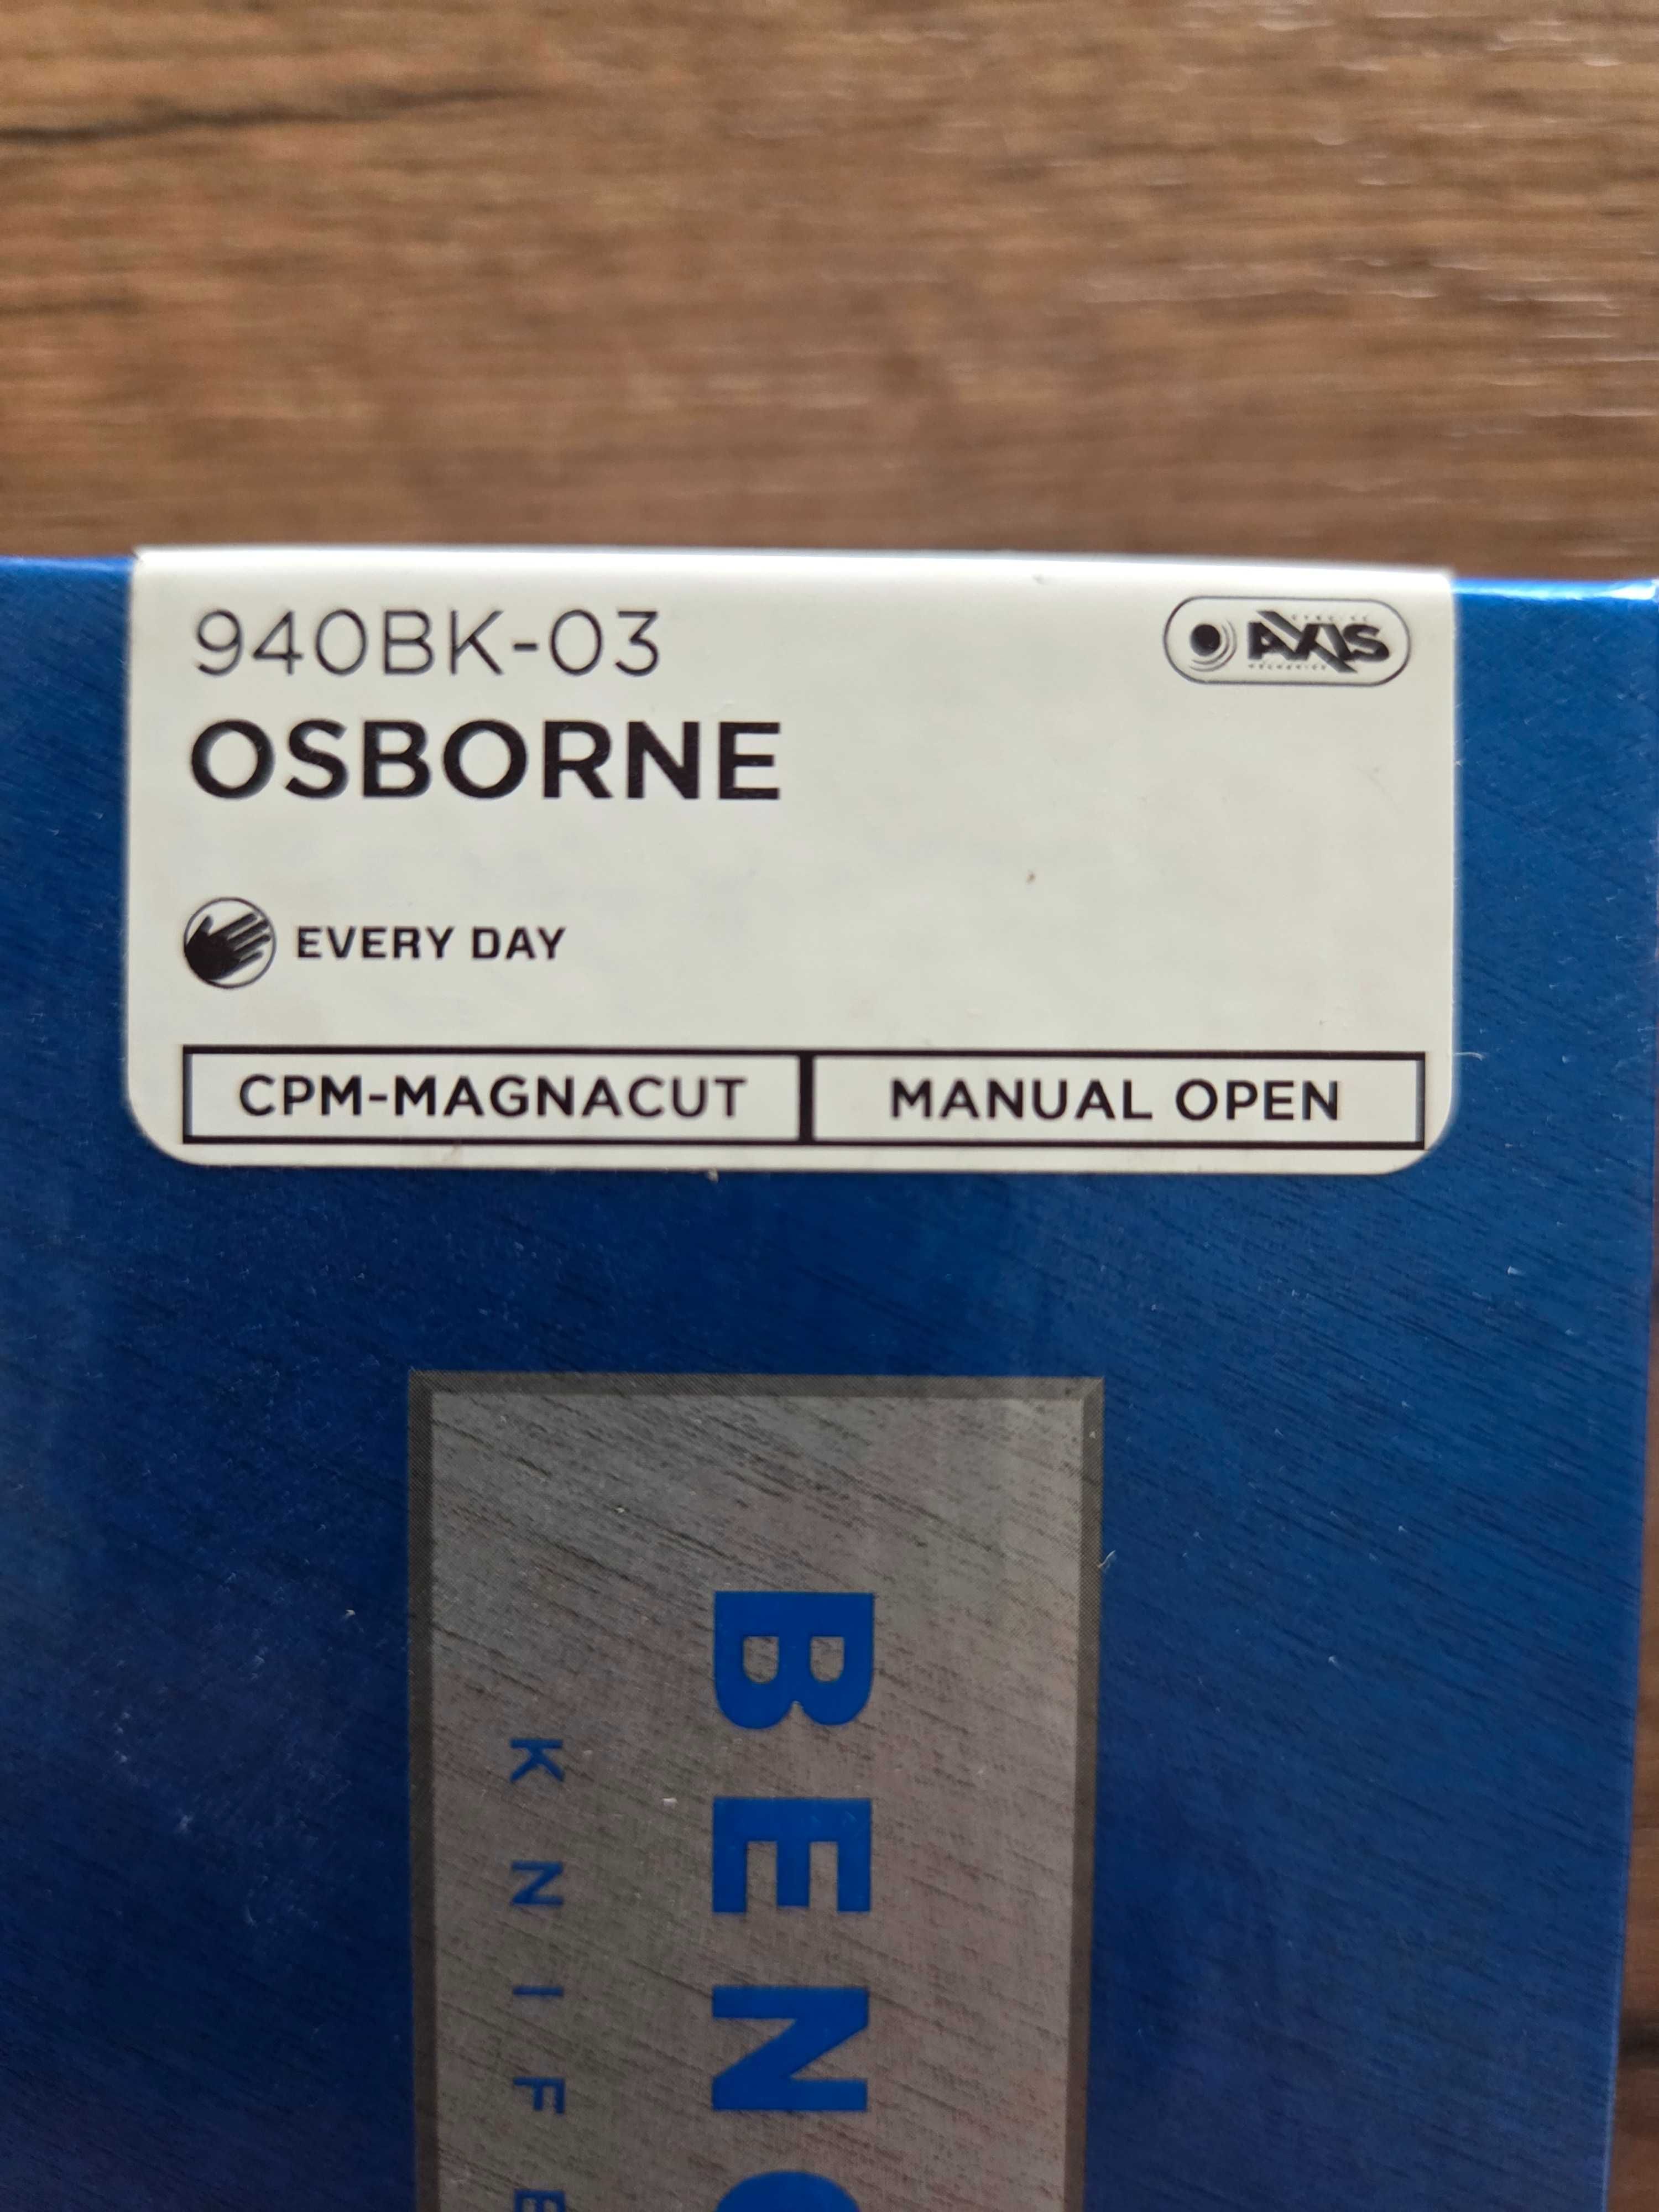 940BK-03
AXIS
OSBORNE
EVERY DAY
CPM-MAGNACUT
MANUAL OPEN
BENC
KNIFE